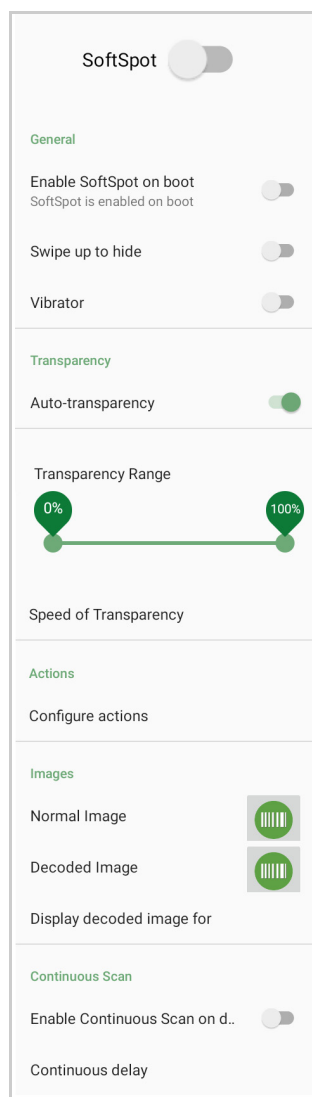 SoftSpot
General
Enable SoftSpot on boot
SoftSpot is enabled on boot
Swipe up to hide
Vibrator
Transparency
Auto-transparency
Transparency Range
0% 100%
Speed of Transparency
Actions
Configure actions
Images
Normal Image
Decoded Image
Display decoded image for
Continuous Scan
Enable Continuous Scan on d..
Continuous delay